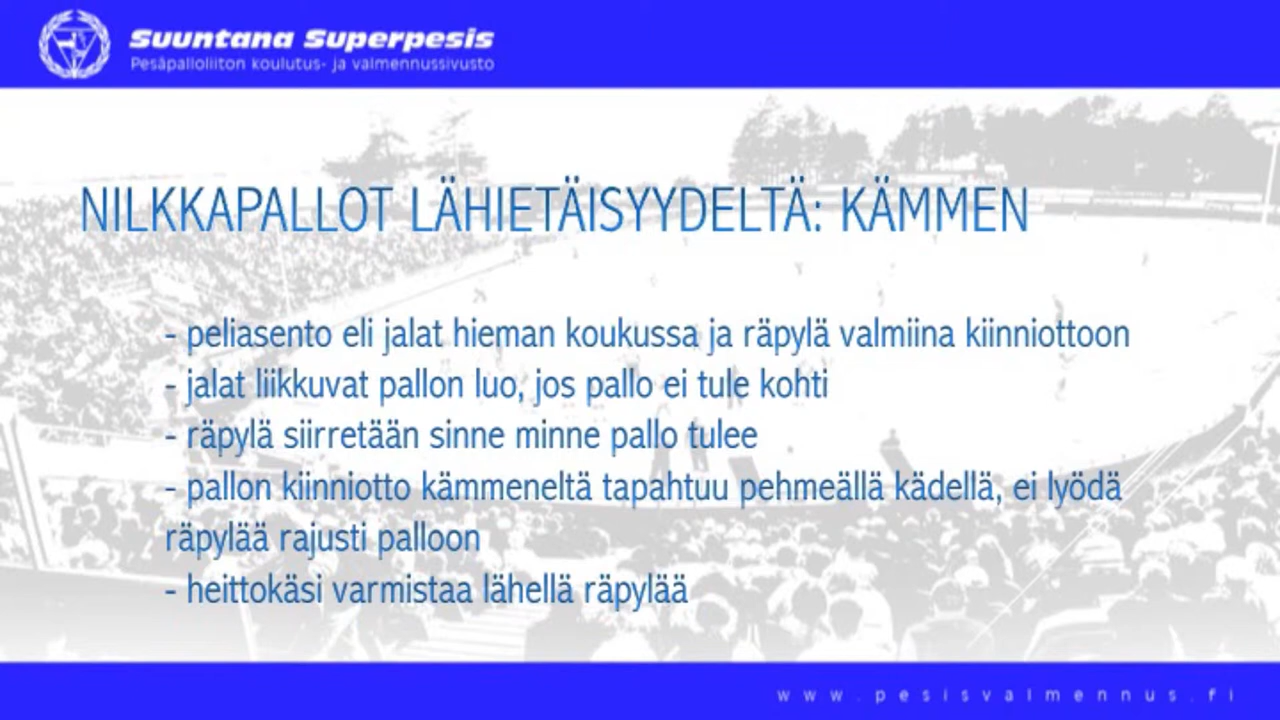 Suuntana Superpesis
Pesäpalloliiton koulutus- ja valmennussivusto
NILKKAPALLOT LÄHIETÄISYYDELTÄ: KÄMMEN
- peliasento eli jalat hieman koukussa ja räpylä valmiina kiinniottoon
- jalat liikkuvat pallon luo, jos pallo ei tule kohti
- räpylä siirretään sinne minne pallo tulee
- pallon kiinniotto kämmeneltä tapahtuu pehmeällä kädellä, ei lyödä
räpylää rajusti palloon
- heittokäsi varmistaa lähellä räpylää
www.pesisvalmennus.fi